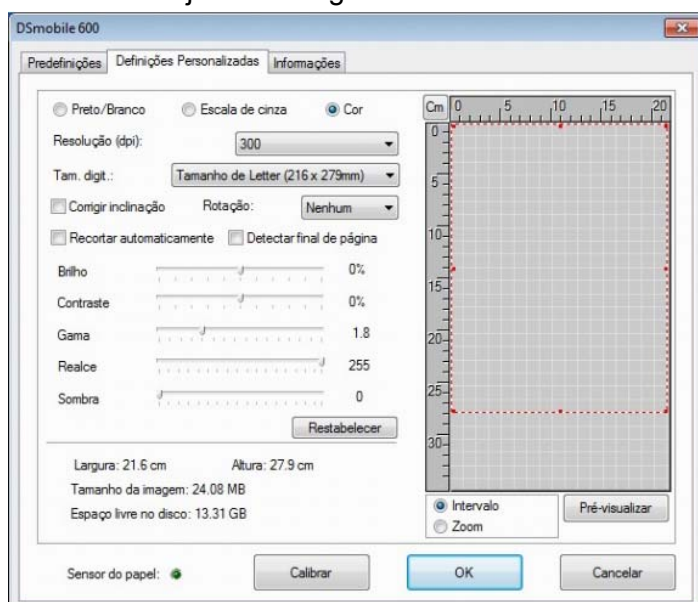 DSmobile 600
Predefinições Definições Personalizadas Informações
Preto/Branco Escala de cinza Cor
Resolução (dpi): 300
Tam. digit.: Tamanho de Letter (216 x 279mm)
Corrigir inclinação Rotação: Nenhum
Recortar automaticamente Detectar final de página
Brilho 0%
Contraste 0%
Gama 1.8
Realce 255
Sombra 0
Restabelecer
Largura: 21.6 cm Altura: 27.9 cm
Tamanho da imagem: 24.08 MB
Espaço livre no disco: 13.31 GB
Cm 0 5 10 15 20
0
5
10
15
20
25
30
Intervalo Pré-visualizar
Zoom
Sensor do papel: Calibrar OK Cancelar